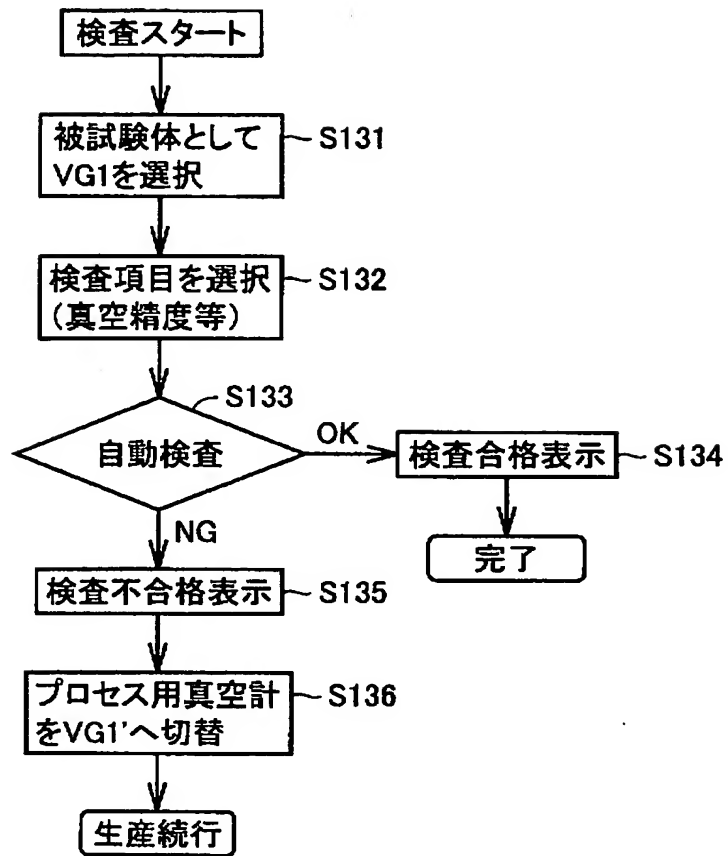 検査スタート
被試験体として
VG1を選択
S131
検査項目を選択
(真空精度等)
S132
S133
自動検査
OK
検査合格表示
S134
完了
NG
検査不合格表示
S135
プロセス用真空計
をVG1'へ切替
S136
生産続行